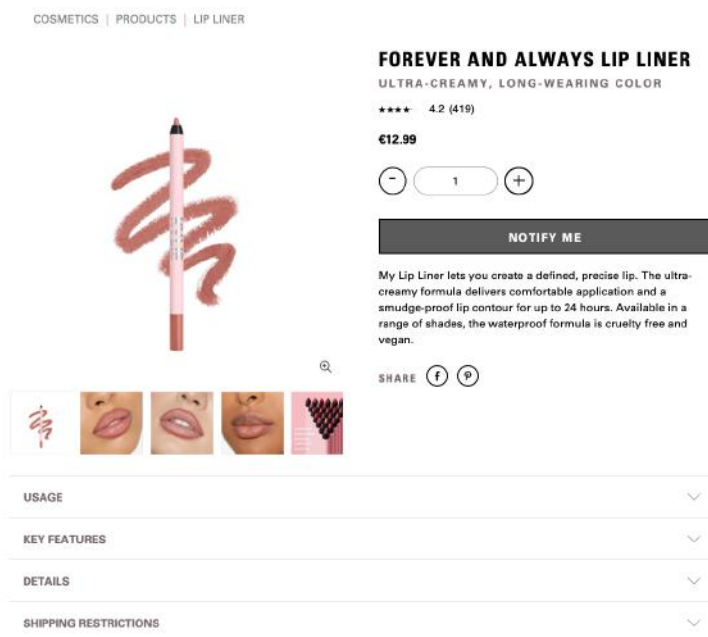 COSMETICS | PRODUCTS | LIP LINER
FOREVER AND ALWAYS LIP LINER
ULTRA-CREAMY, LONG-WEARING COLOR
4.2 (419)
€12.99
- 1 +
NOTIFY ME
My Lip Liner lets you create a defined, precise lip. The ultra-
creamy formula delivers comfortable application and a
smudge-proof lip contour for up to 24 hours. Available in a
range of shades, the waterproof formula is cruelty free and
vegan.
SHARE
USAGE
KEY FEATURES
DETAILS
SHIPPING RESTRICTIONS